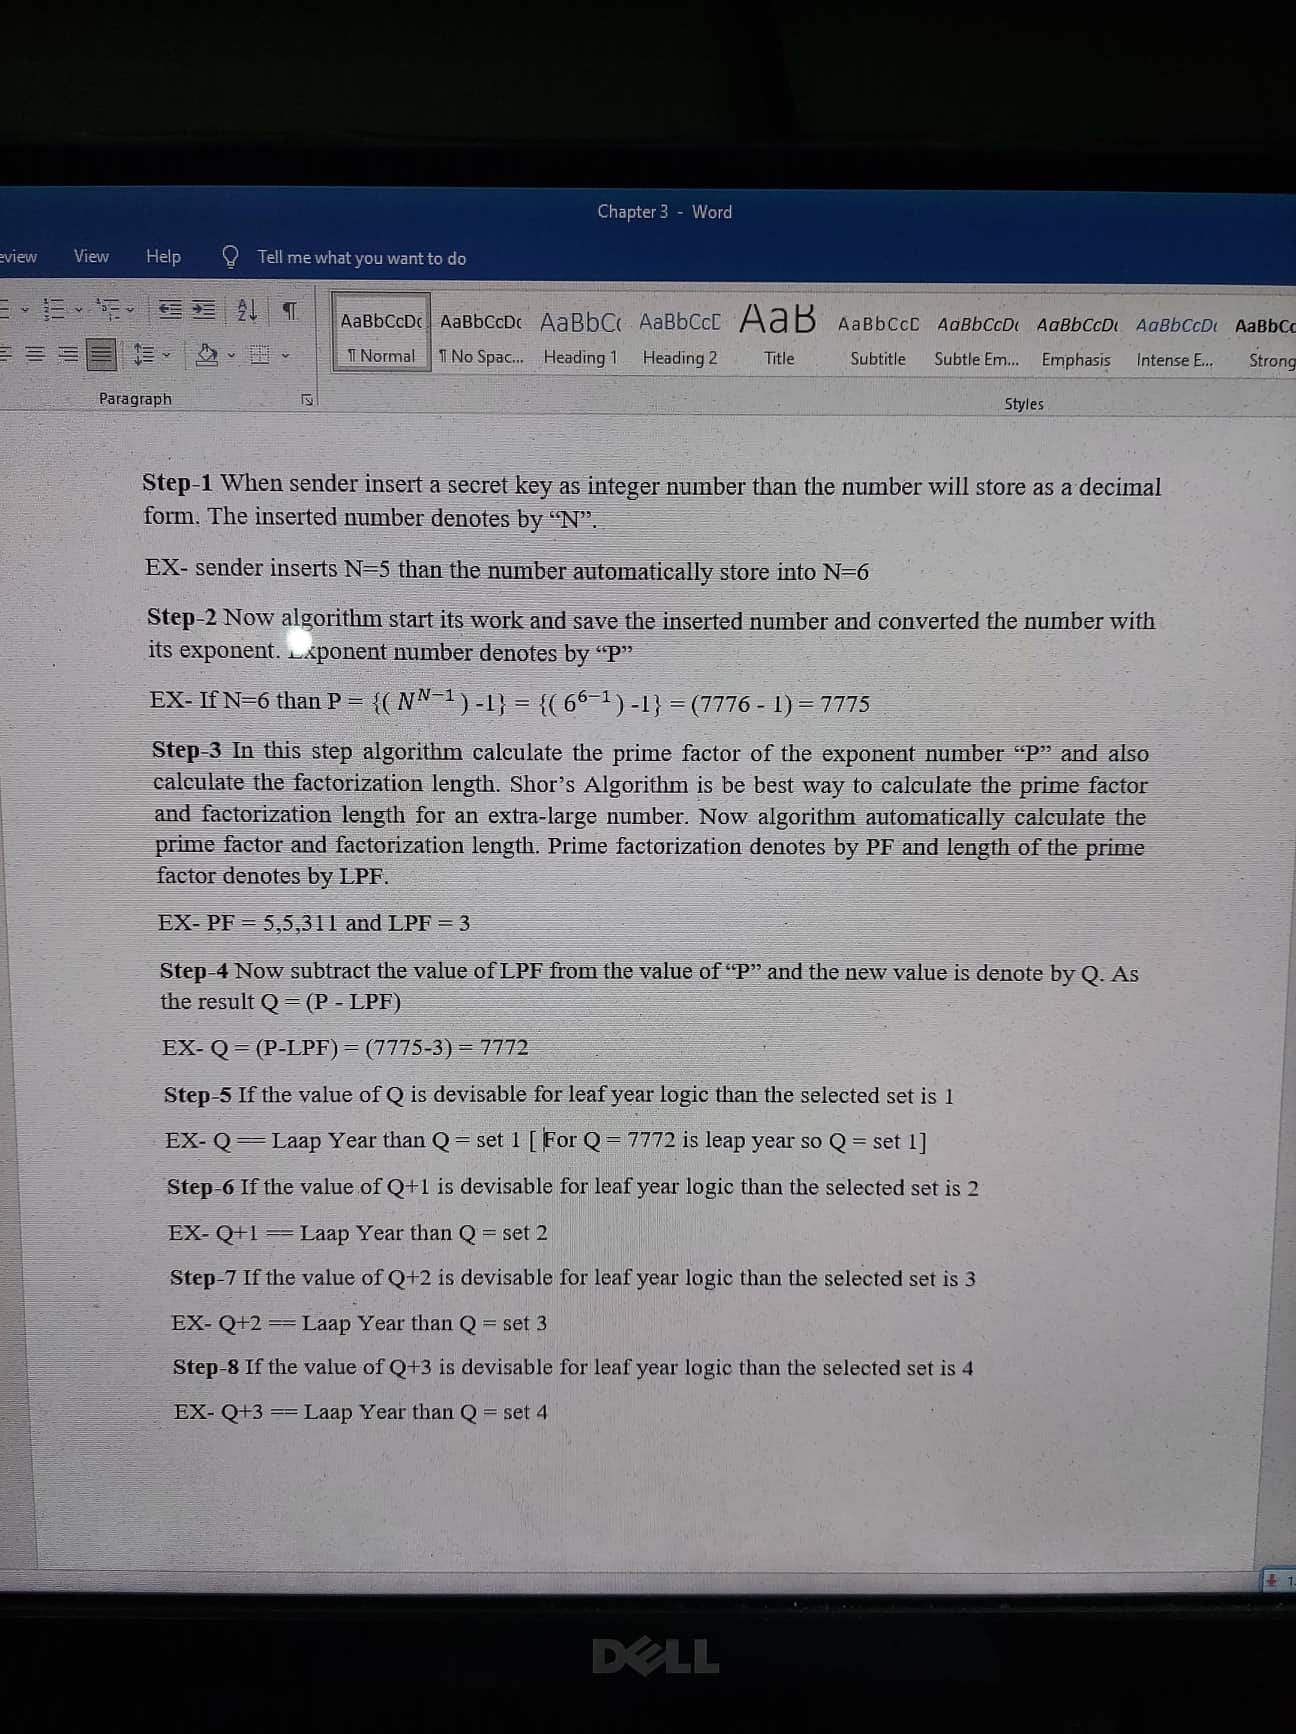 Chapter 3 - Word
eview View Help Tell me what you want to do
AaBbCcDc AaBbCcDc AaBbC AaBbCcD AaB AaBbCcD AaBbCcDc AaBbCcDc AaBbCcDc AaBbCc
¶ Normal ¶ No Spac... Heading 1 Heading 2 Title Subtitle Subtle Em... Emphasis Intense E... Strong
Paragraph Styles
Step-1 When sender insert a secret key as integer number than the number will store as a decimal
form. The inserted number denotes by “N”.
EX- sender inserts N=5 than the number automatically store into N=6
Step-2 Now algorithm start its work and save the inserted number and converted the number with
its exponent. Exponent number denotes by “P”
EX- If N=6 than P = {( N^{N−1} ) -1} = {( 6^{6−1} ) -1} = (7776 - 1) = 7775
Step-3 In this step algorithm calculate the prime factor of the exponent number “P” and also
calculate the factorization length. Shor’s Algorithm is be best way to calculate the prime factor
and factorization length for an extra-large number. Now algorithm automatically calculate the
prime factor and factorization length. Prime factorization denotes by PF and length of the prime
factor denotes by LPF.
EX- PF = 5,5,311 and LPF = 3
Step-4 Now subtract the value of LPF from the value of “P” and the new value is denote by Q. As
the result Q = (P - LPF)
EX- Q = (P-LPF) = (7775-3) = 7772
Step-5 If the value of Q is devisable for leaf year logic than the selected set is 1
EX- Q == Laap Year than Q = set 1 [ For Q = 7772 is leap year so Q = set 1]
Step-6 If the value of Q+1 is devisable for leaf year logic than the selected set is 2
EX- Q+1 == Laap Year than Q = set 2
Step-7 If the value of Q+2 is devisable for leaf year logic than the selected set is 3
EX- Q+2 == Laap Year than Q = set 3
Step-8 If the value of Q+3 is devisable for leaf year logic than the selected set is 4
EX- Q+3 == Laap Year than Q = set 4
DELL